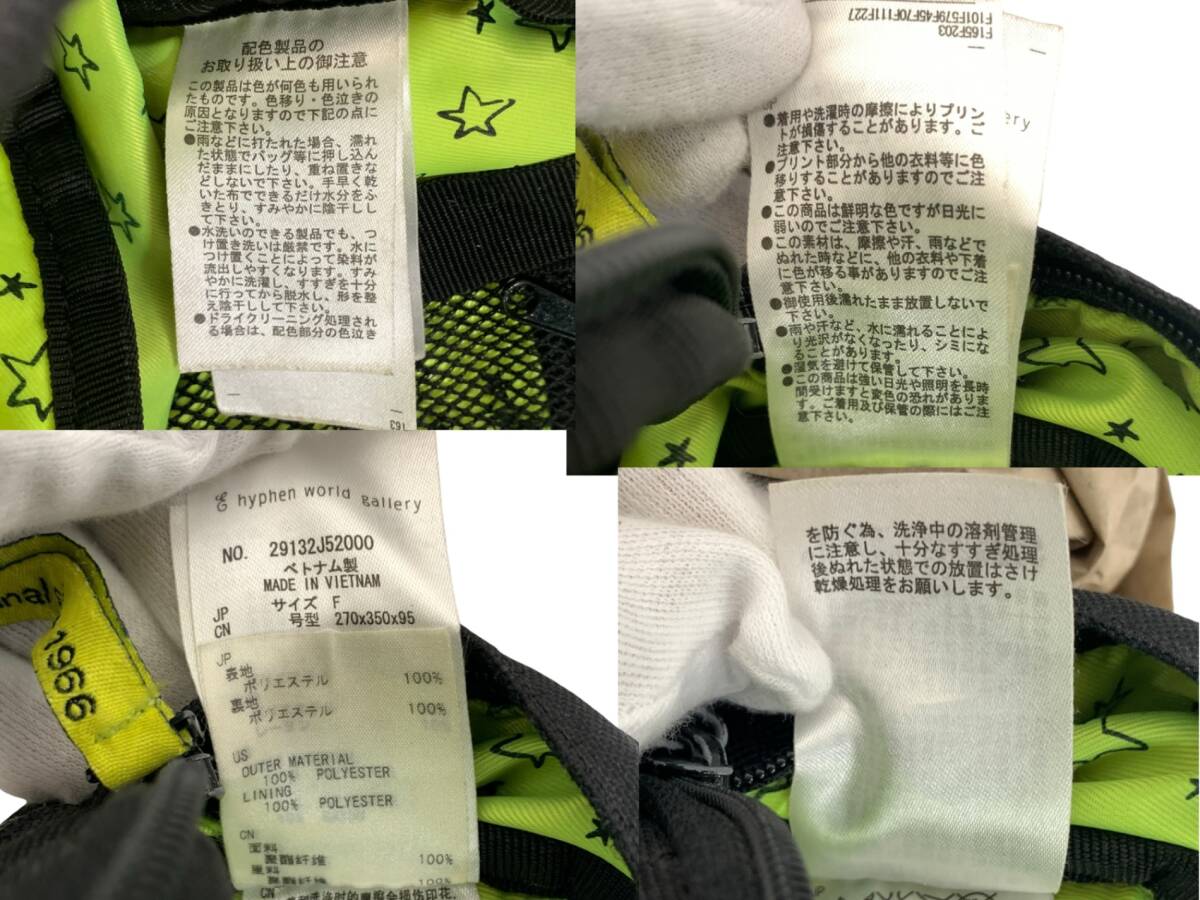 配色製品の
お取り扱い上の御注意
この製品は色が何色も用いられ
たものです。色移り・色泣きの
原因となりますので下記の点に
ご注意下さい。
●雨などに打たれた場合、濡れ
た状態でバッグ等に押し込ん
だままにしたり、重ね置きな
どしないで下さい。手早く乾
いた布でできるだけ水分をふ
きとり、すみやかに陰干しし
て下さい。
●水洗いのできる製品でも、つ
け置き洗いは厳禁です。水に
つけ置くことによって染料が
流出しやすくなります。すみ
やかに洗濯し、すすぎを十分
に行ってから脱水し、形を整
え陰干しして下さい。
●ドライクリーニング処理され
る場合は、配色部分の色泣き
F165F203
F101F579F45F70F111F227
JP
●着用や洗濯時の摩擦によりプリン
トが損傷することがあります。ご
注意下さい。
●プリント部分から他の衣料等に色
移りすることがありますのでご注
意下さい。
●この商品は鮮明な色ですが日光に
弱いのでご注意下さい。
●この素材は、摩擦や汗、雨などで
ぬれた時などに、他の衣料や下着
に色が移る事がありますのでご注
意下さい。
●御使用後濡れたまま放置しないで
下さい。
●雨や汗など、水に濡れることによ
り光沢がなくなったり、シミにな
ることがあります。
●湿気を避けて保管して下さい。
●この商品は強い日光や照明を長時
間受けますと変色の恐れがありま
す。ご着用及び保管の際にはご注
意下さい。
ery
E hyphen world gallery
NO. 29132J52000
ベトナム製
MADE IN VIETNAM
サイズ F
JP
CN 号型 270x350x95
JP
表地
ポリエステル 100%
裏地
ポリエステル 100%
US
OUTER MATERIAL
100% POLYESTER
LINING
100% POLYESTER
CN
面料
100%
1966
を防ぐ為、洗浄中の溶剤管理
に注意し、十分なすすぎ処理
後ぬれた状態での放置はさけ
乾燥処理をお願いします。